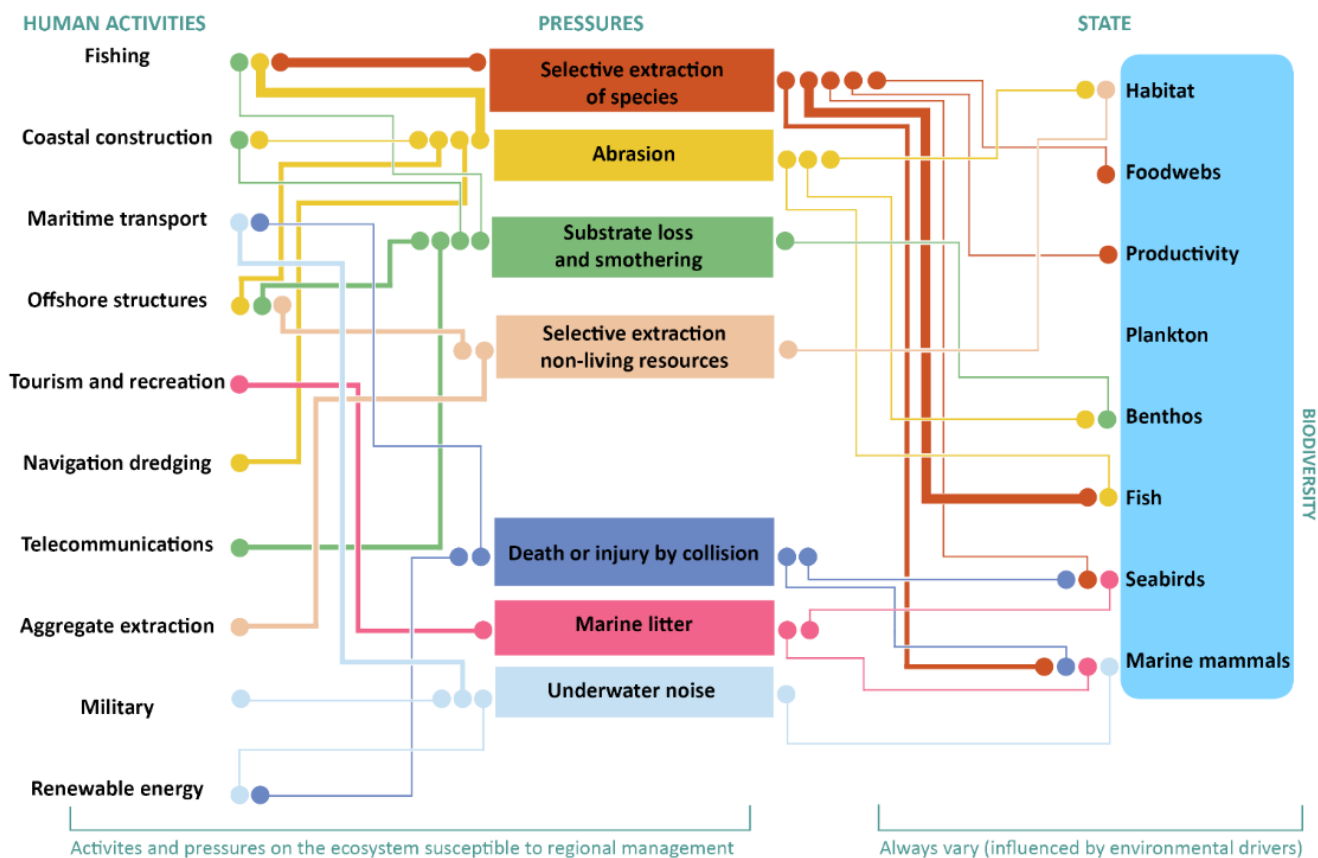 HUMAN ACTIVITIES
PRESSURES
STATE
Fishing
Coastal construction
Maritime transport
Offshore structures
Tourism and recreation
Navigation dredging
Telecommunications
Aggregate extraction
Military
Renewable energy
Selective extraction
of species
Abrasion
Substrate loss
and smothering
Selective extraction
non-living resources
Death or injury by collision
Marine litter
Underwater noise
Habitat
Foodwebs
Productivity
Plankton
Benthos
Fish
Seabirds
Marine mammals
BIODIVERSITY
Activites and pressures on the ecosystem susceptible to regional management
Always vary (influenced by environmental drivers)